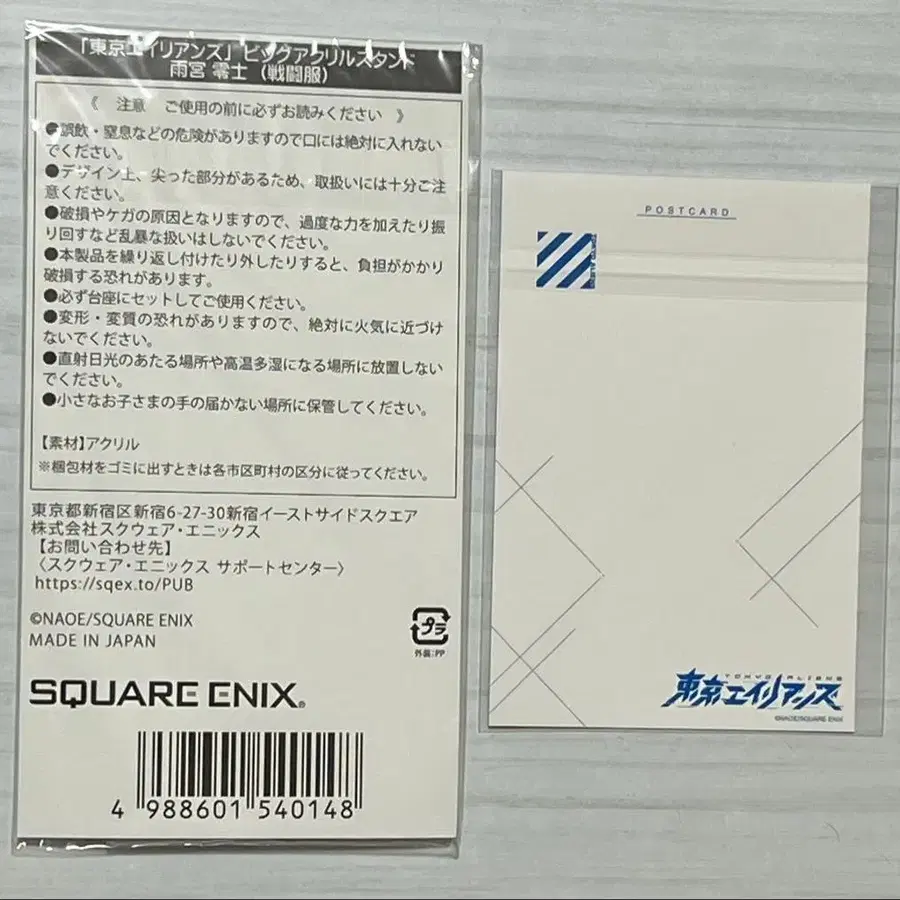 「東京エイリアンズ」ビッグアクリルスタンド
雨宮 零士（戦闘服）
《 注意 ご使用の前に必ずお読みください 》
●誤飲・窒息などの危険がありますので口には絶対に入れない
でください。
●デザイン上、尖った部分があるため、取扱いには十分ご注
意ください。
●破損やケガの原因となりますので、過度な力を加えたり振
り回すなど乱暴な扱いはしないでください。
●本製品を繰り返し付けたり外したりすると、負担がかかり
破損する恐れがあります。
●必ず台座にセットしてご使用ください。
●変形・変質の恐れがありますので、絶対に火気に近づけ
ないでください。
●直射日光のあたる場所や高温多湿になる場所に放置しない
でください。
●小さなお子さまの手の届かない場所に保管してください。
【素材】アクリル
※梱包材をゴミに出すときは各市区町村の区分に従ってください。
東京都新宿区新宿6-27-30新宿イーストサイドスクエア
株式会社スクウェア・エニックス
【お問い合わせ先】
〈スクウェア・エニックス サポートセンター〉
https://sqex.to/PUB
©NAOE/SQUARE ENIX
MADE IN JAPAN
プラ
外装:PP
SQUARE ENIX®
4 988601 540148
POSTCARD
TOKYO ALIENS
東京エイリアンズ
©NAOE/SQUARE ENIX